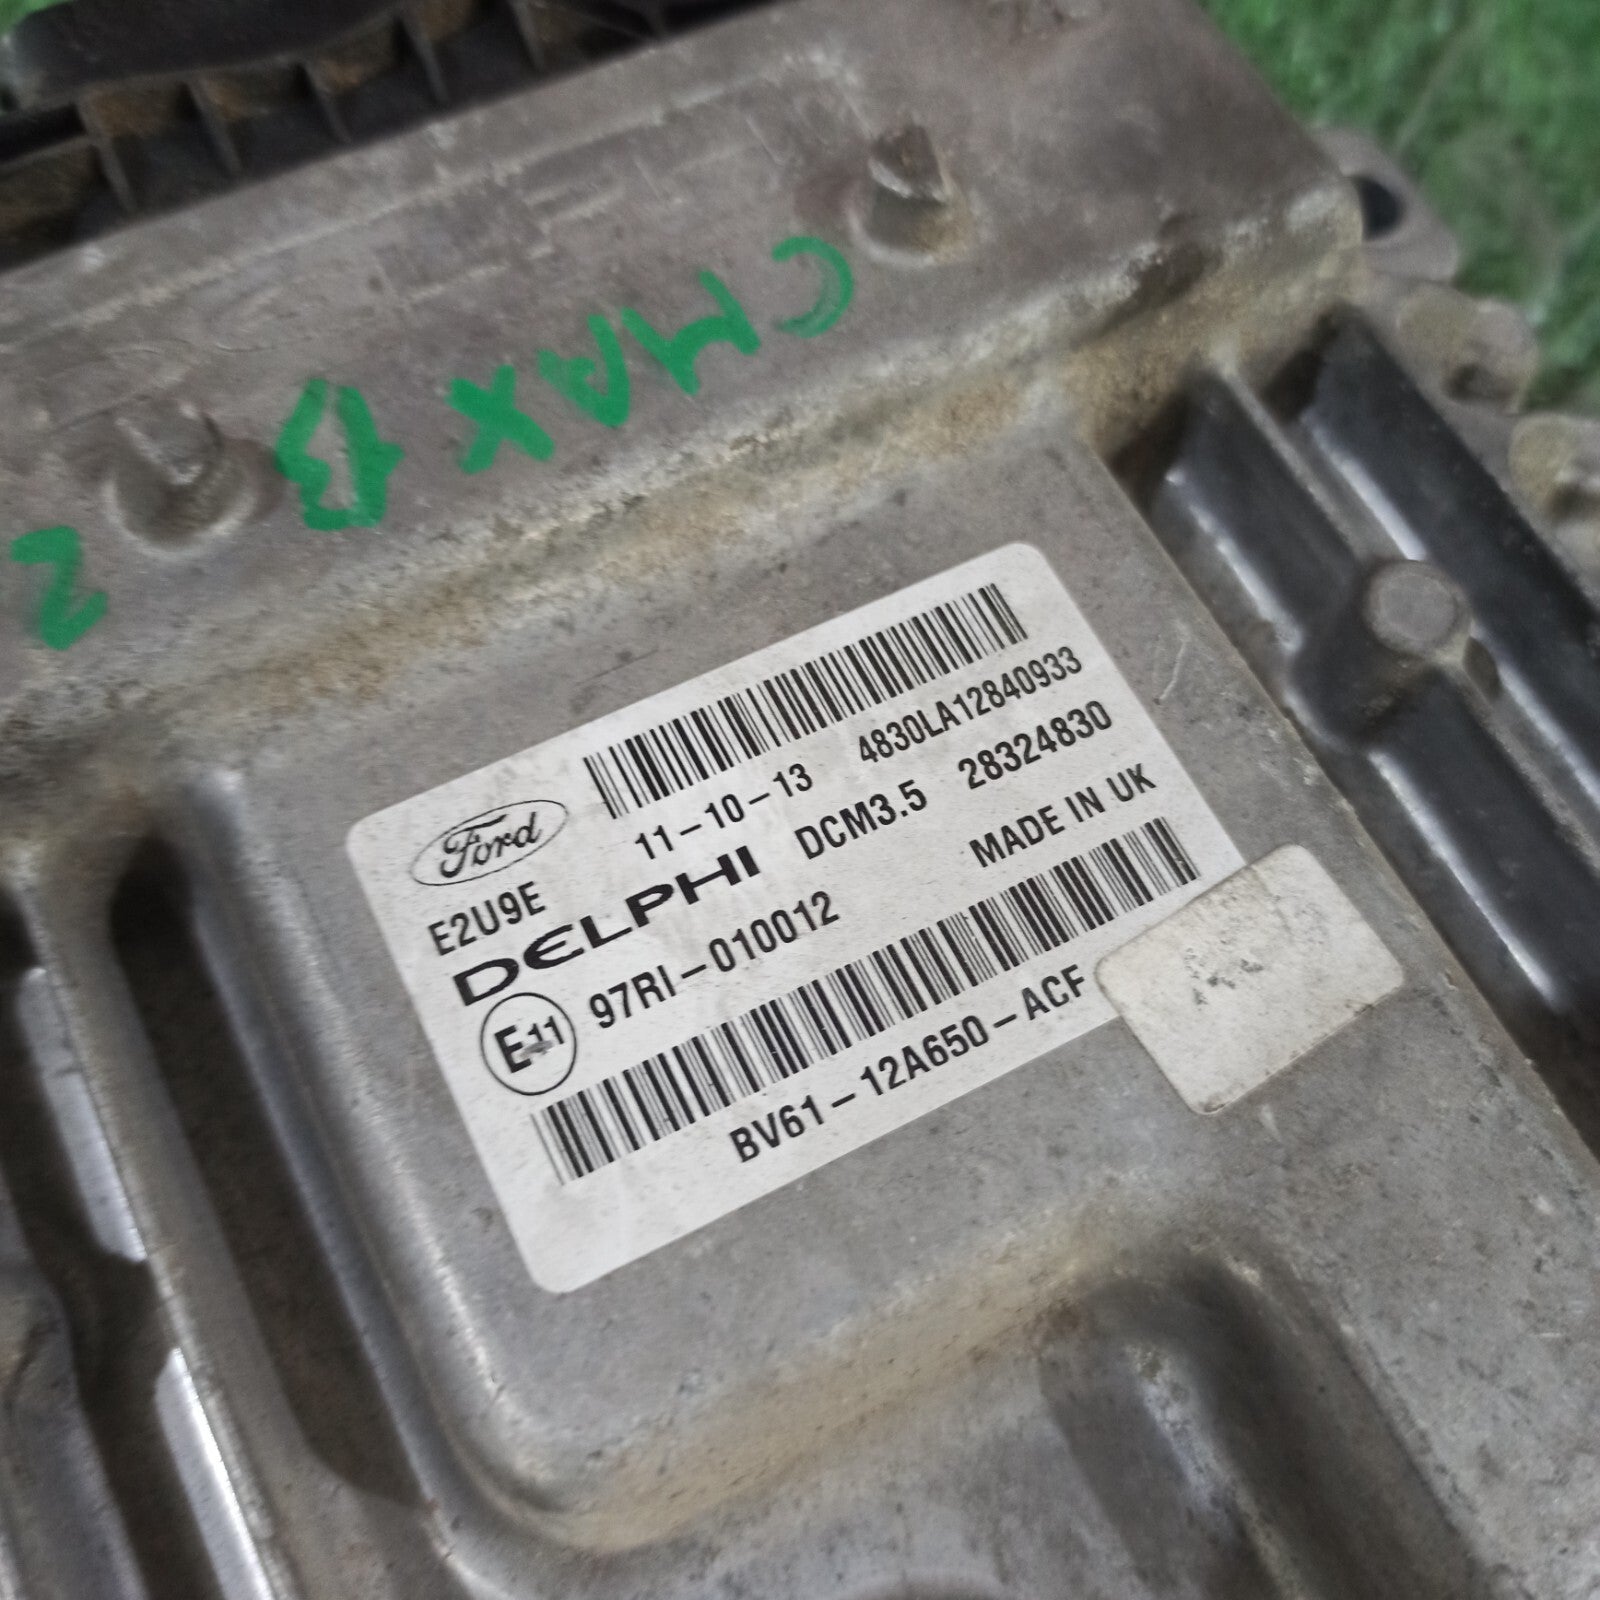 CMAX B
2
Ford
E2U9E
11-10-13 4830LA12840933
DELPHI DCM3.5 28324830
MADE IN UK
E11 97RI-010012
BV61-12A650-ACF